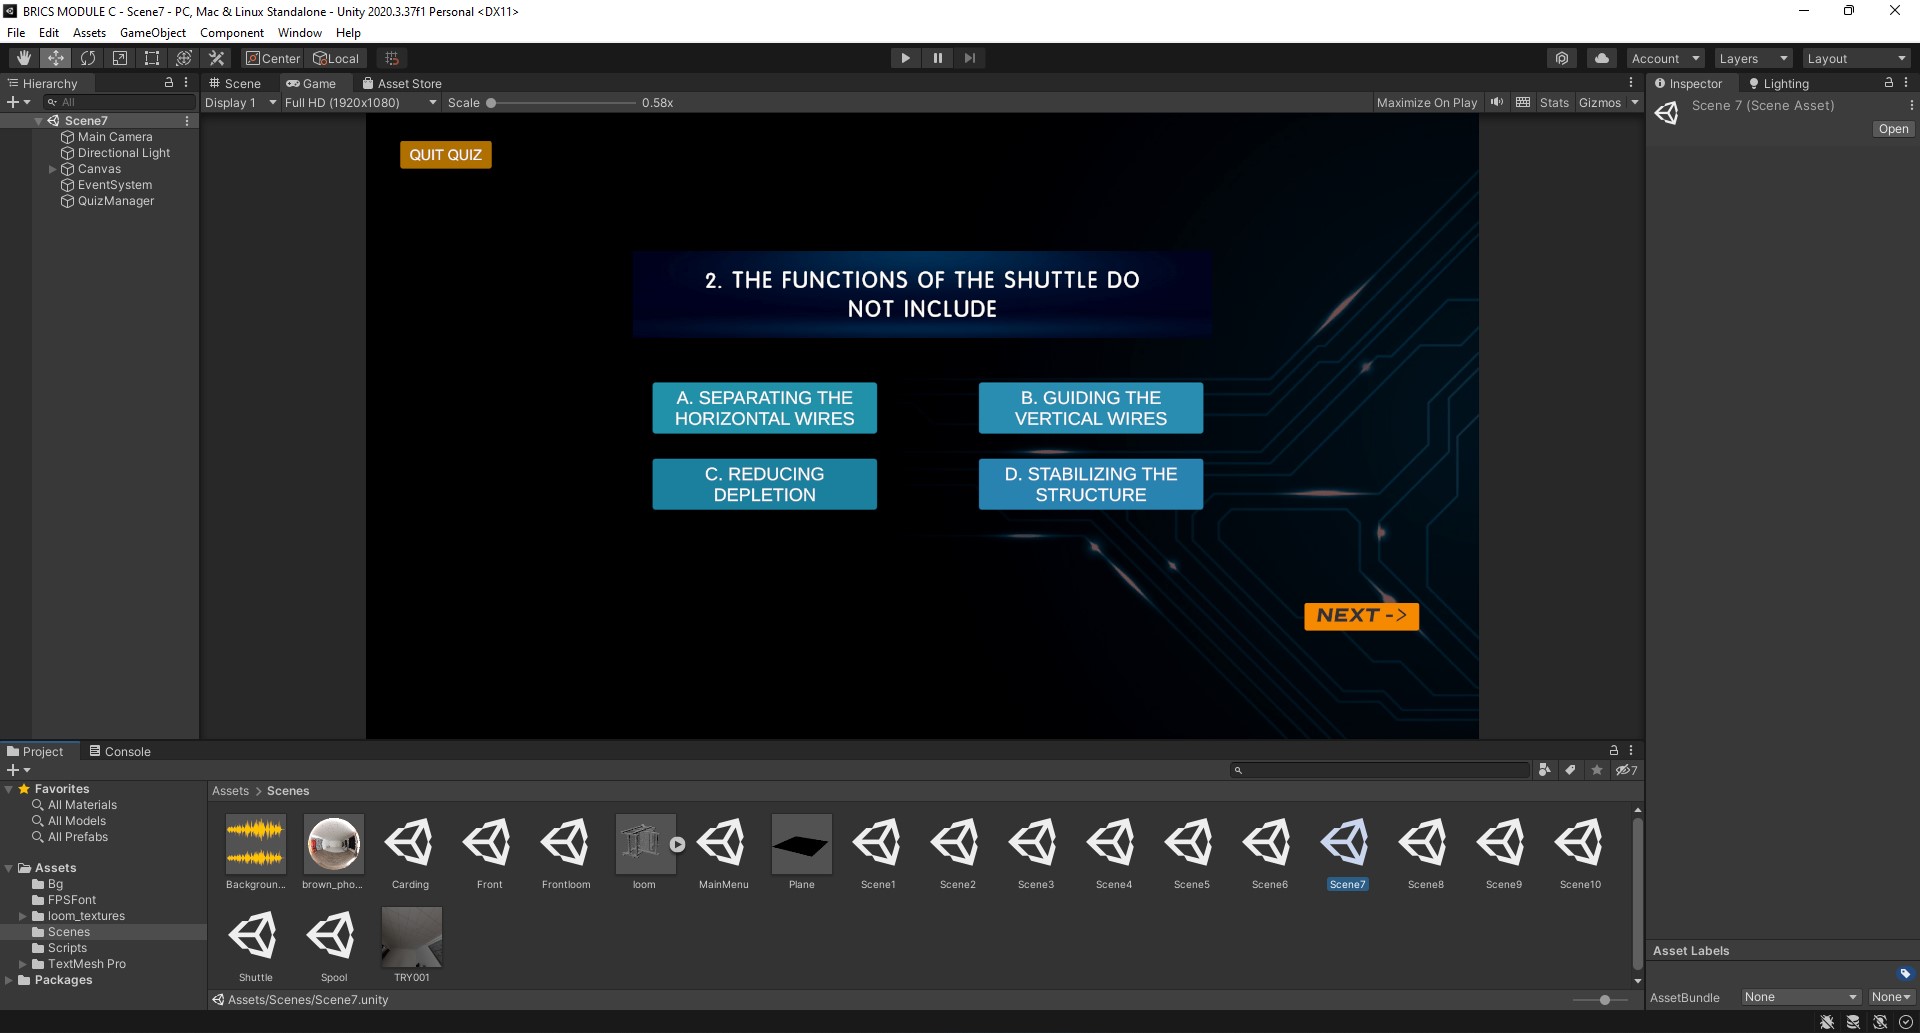 BRICS MODULE C - Scene7 - PC, Mac & Linux Standalone - Unity 2020.3.37f1 Personal <DX11>
File Edit Assets GameObject Component Window Help
Center Local Account Layers Layout
Hierarchy Scene Game Asset Store Inspector Lighting
All Display 1 Full HD (1920x1080) Scale 0.58x Maximize On Play Stats Gizmos Scene 7 (Scene Asset)
Open
Scene7
Main Camera
Directional Light
Canvas
EventSystem
QuizManager
QUIT QUIZ
2. THE FUNCTIONS OF THE SHUTTLE DO
NOT INCLUDE
A. SEPARATING THE
HORIZONTAL WIRES
B. GUIDING THE
VERTICAL WIRES
C. REDUCING
DEPLETION
D. STABILIZING THE
STRUCTURE
NEXT ->
Project Console
7
Favorites
All Materials
All Models
All Prefabs
Assets
Bg
FPSFont
loom_textures
Scenes
Scripts
TextMesh Pro
Packages
Assets > Scenes
Backgroun... brown_pho... Carding Front Frontloom loom MainMenu Plane Scene1 Scene2 Scene3 Scene4 Scene5 Scene6 Scene7 Scene8 Scene9 Scene10
Shuttle Spool TRY001
Assets/Scenes/Scene7.unity
Asset Labels
AssetBundle None None